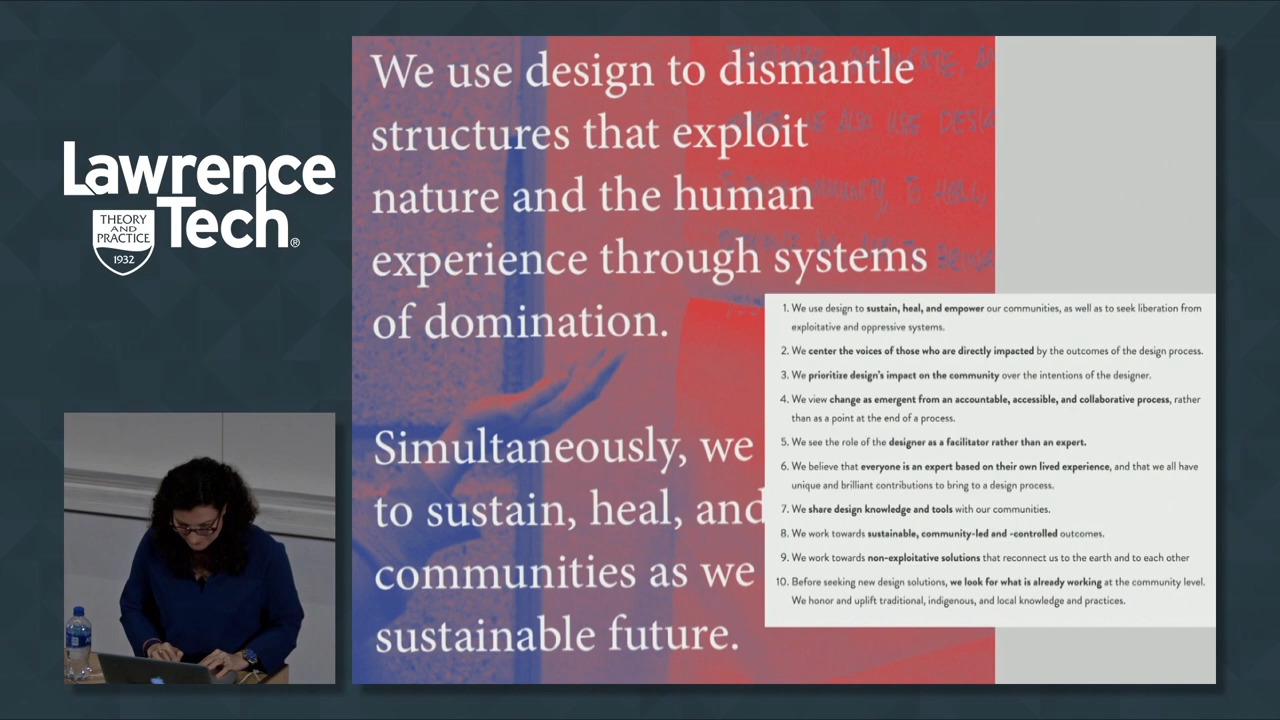 Lawrence
Tech®
THEORY
AND
PRACTICE
1932
We use design to dismantle
structures that exploit
nature and the human
experience through systems
of domination.
Simultaneously, we
to sustain, heal, and
communities as we
sustainable future.
1. We use design to sustain, heal, and empower our communities, as well as to seek liberation from
exploitative and oppressive systems.
2. We center the voices of those who are directly impacted by the outcomes of the design process.
3. We prioritize design's impact on the community over the intentions of the designer.
4. We view change as emergent from an accountable, accessible, and collaborative process, rather
than as a point at the end of a process.
5. We see the role of the designer as a facilitator rather than an expert.
6. We believe that everyone is an expert based on their own lived experience, and that we all have
unique and brilliant contributions to bring to a design process.
7. We share design knowledge and tools with our communities.
8. We work towards sustainable, community-led and -controlled outcomes.
9. We work towards non-exploitative solutions that reconnect us to the earth and to each other
10. Before seeking new design solutions, we look for what is already working at the community level.
We honor and uplift traditional, indigenous, and local knowledge and practices.